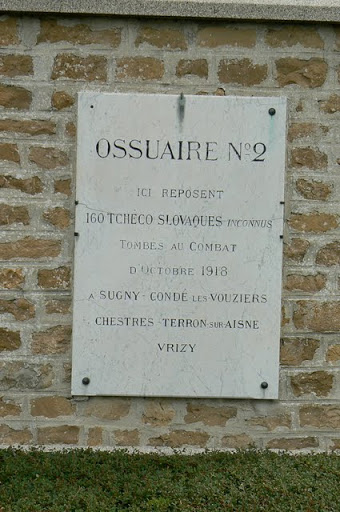 OSSUAIRE No 2
ICI REPOSENT
160 TCHECO SLOVAQUES INCONNUS
TOMBES AU COMBAT
D'OCTOBRE 1918
A SUGNY - CONDÉ LES VOUZIERS
CHESTRES - TERRON-SUR-AISNE
VRIZY